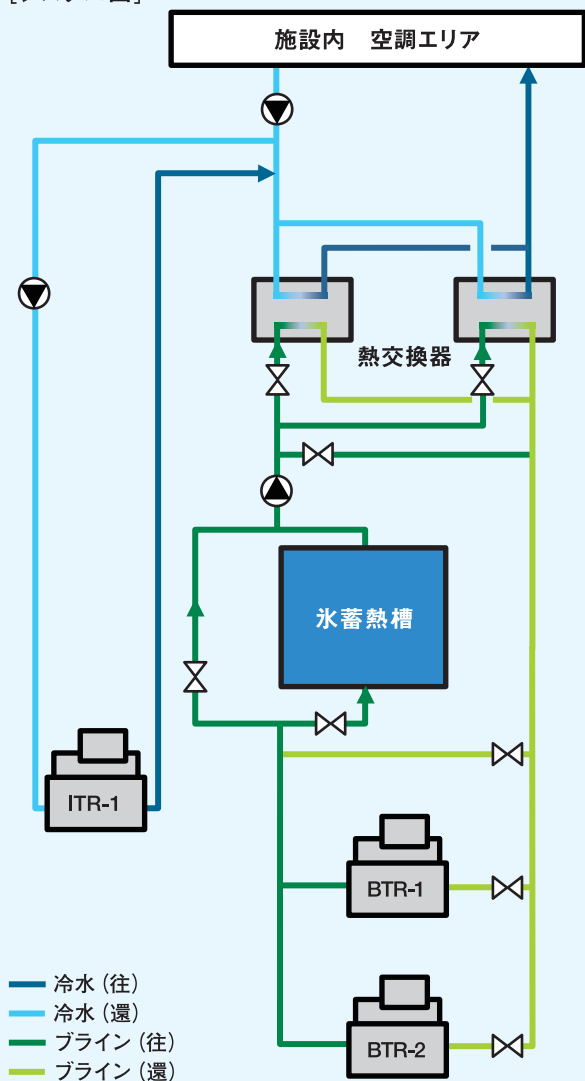 施設内　空調エリア
熱交換器
氷蓄熱槽
ITR-1
BTR-1
BTR-2
冷水（往）
冷水（還）
ブライン（往）
ブライン（還）